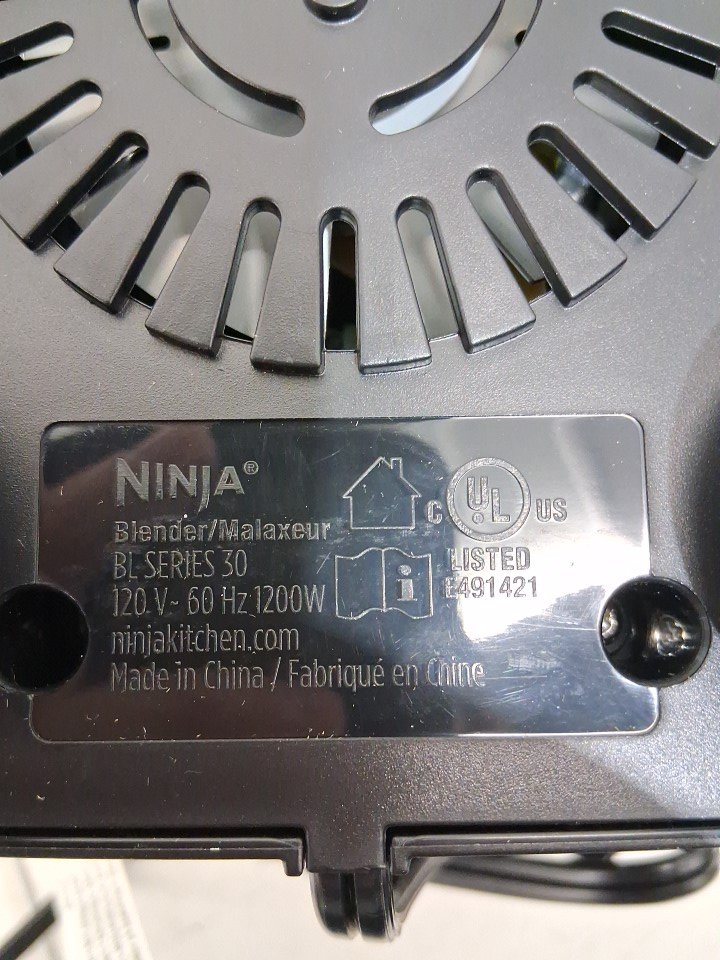 NINJA®
Blender/Malaxeur
BL SERIES 30
120 V~ 60 Hz 1200W
ninjakitchen.com
Made in China / Fabriqué en Chine
C UL US
LISTED
E491421